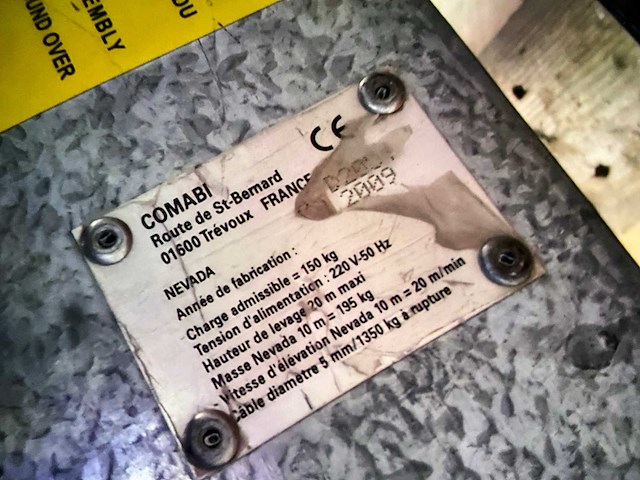 OU
EMBLY
UND OVER
CE
COMABI
Route de St-Bernard
01600 Trévoux FRANCE
2009
NEVADA
Année de fabrication :
Charge admissible = 150 kg
Tension d'alimentation : 220 V-50 Hz
Hauteur de levage 20 m maxi
Masse Nevada 10 m = 195 kg
Vitesse d'élévation Nevada 10 m = 20 m/min
Câble diamètre 5 mm/1350 kg à rupture